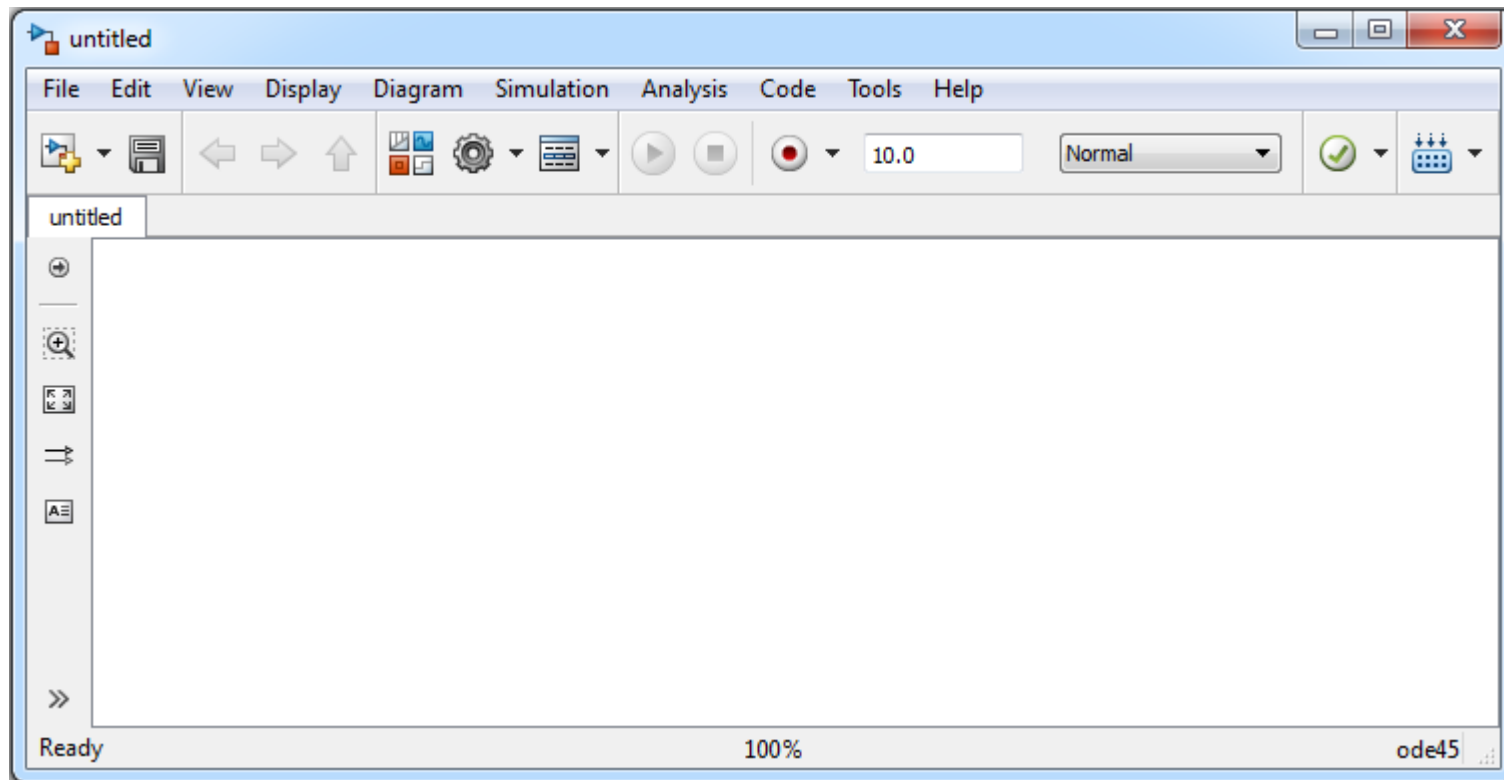 untitled
File Edit View Display Diagram Simulation Analysis Code Tools Help
10.0 Normal
untitled
Ready 100% ode45